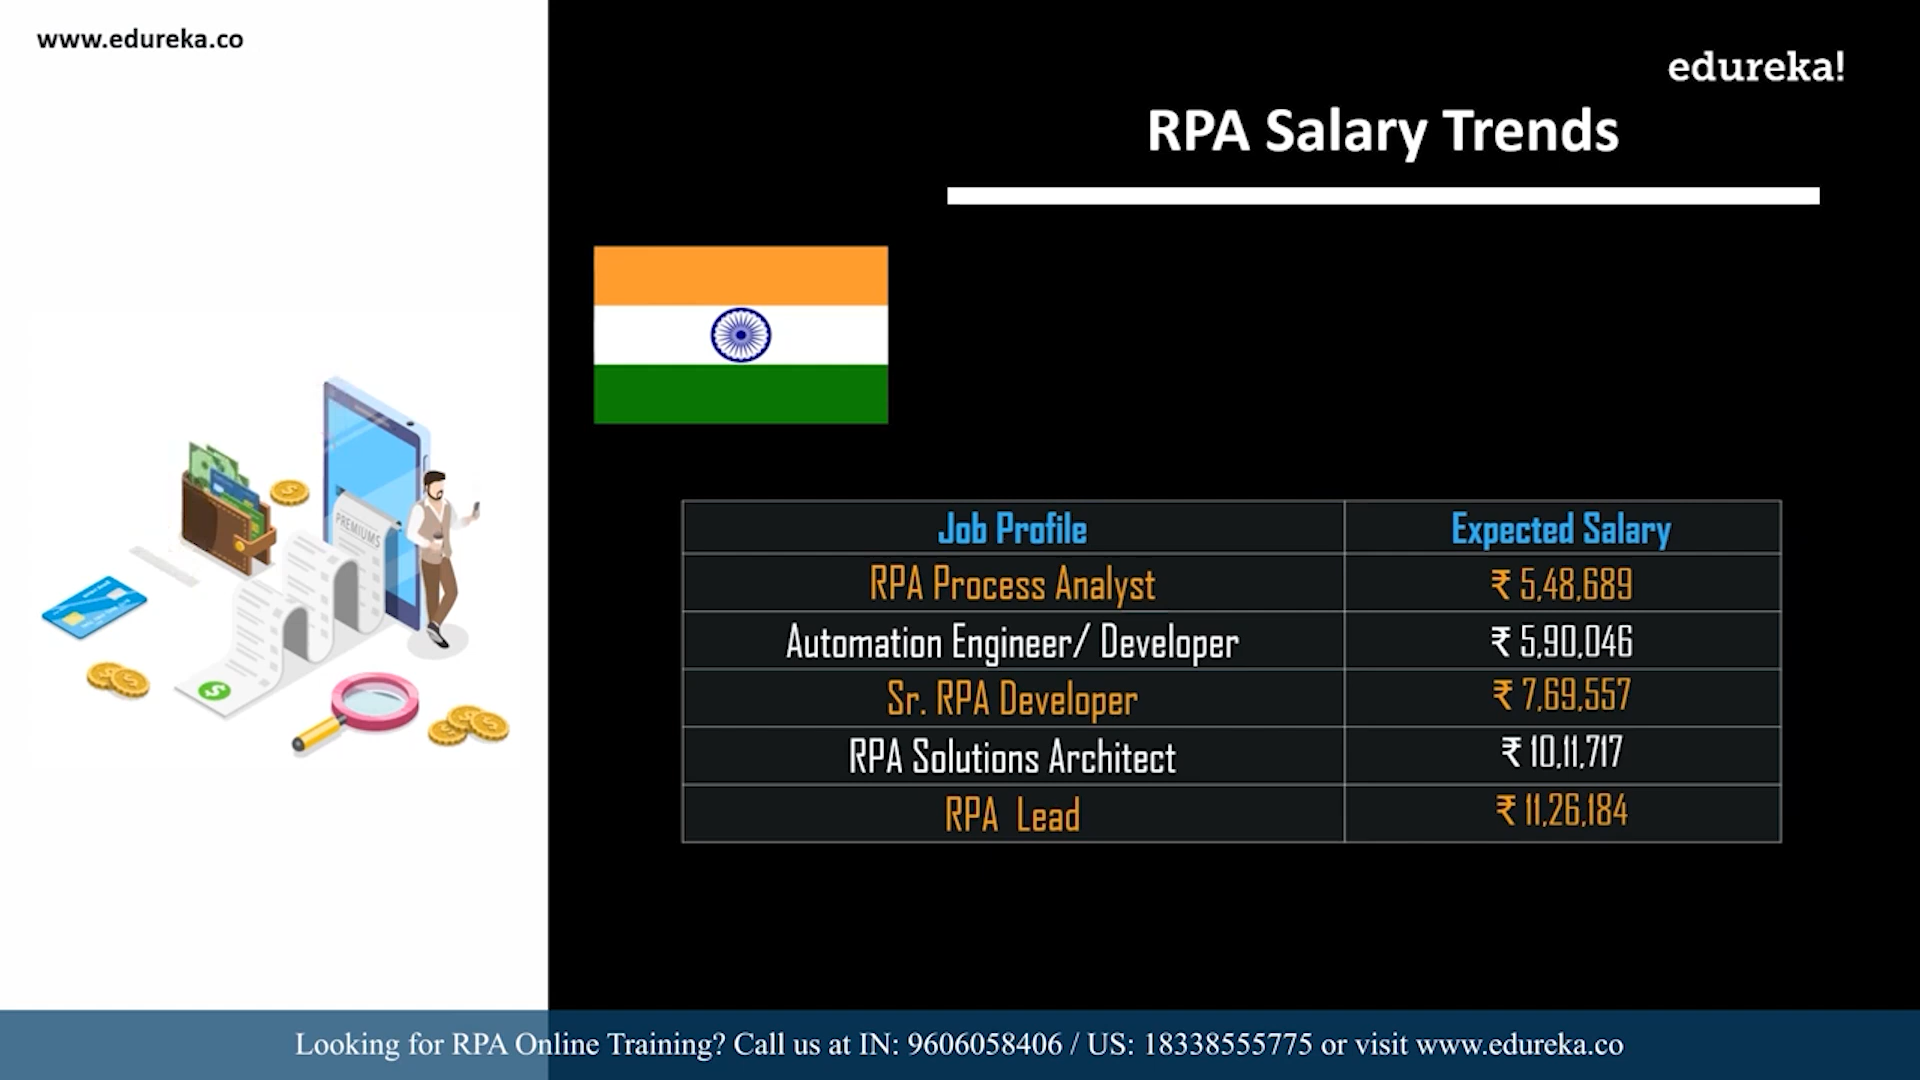 www.edureka.co
edureka!
RPA Salary Trends
PREMIUMS
Job Profile Expected Salary
RPA Process Analyst ₹ 5,48,689
Automation Engineer/ Developer ₹ 5,90,046
Sr. RPA Developer ₹ 7,69,557
RPA Solutions Architect ₹ 10,11,717
RPA Lead ₹ 11,26,184
Looking for RPA Online Training? Call us at IN: 9606058406 / US: 18338555775 or visit www.edureka.co